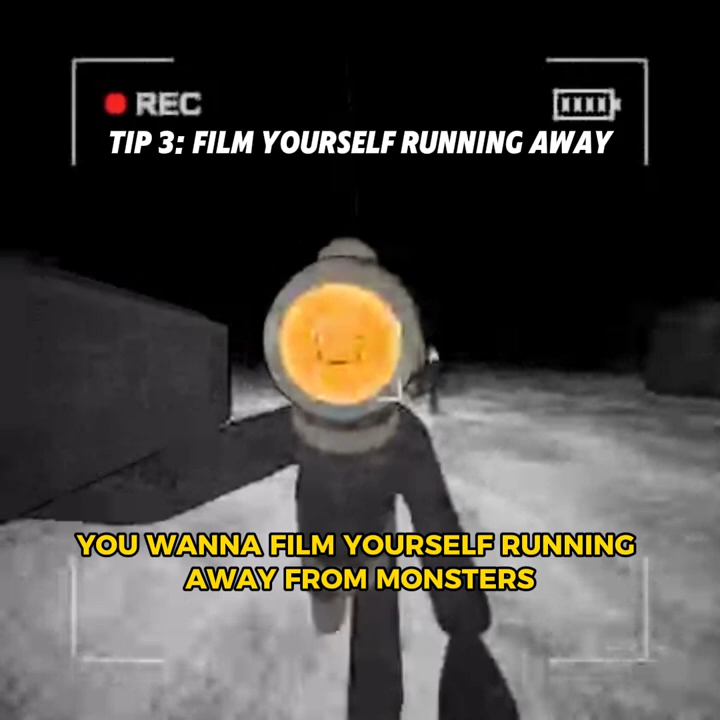 REC
TIP 3: FILM YOURSELF RUNNING AWAY
YOU WANNA FILM YOURSELF RUNNING
AWAY FROM MONSTERS